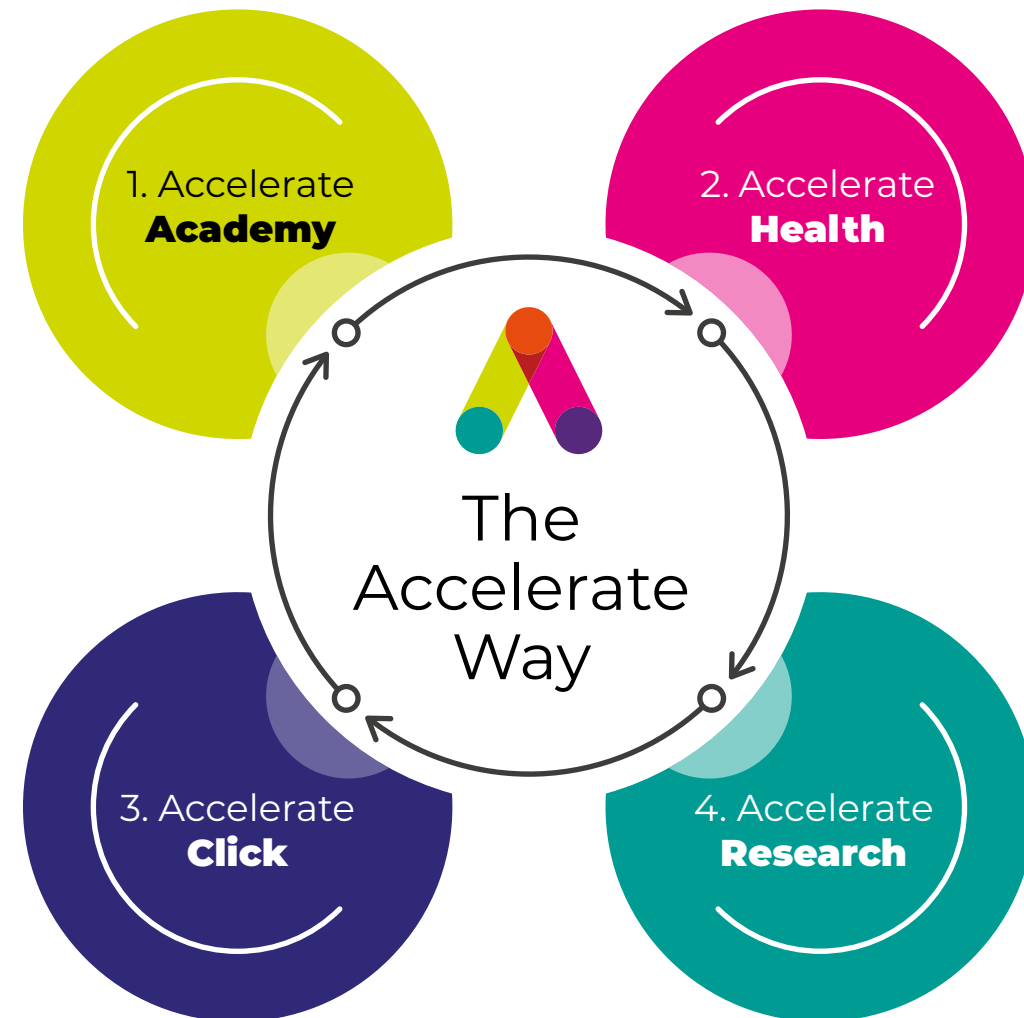 1. Accelerate
Academy
2. Accelerate
Health
The
Accelerate
Way
3. Accelerate
Click
4. Accelerate
Research